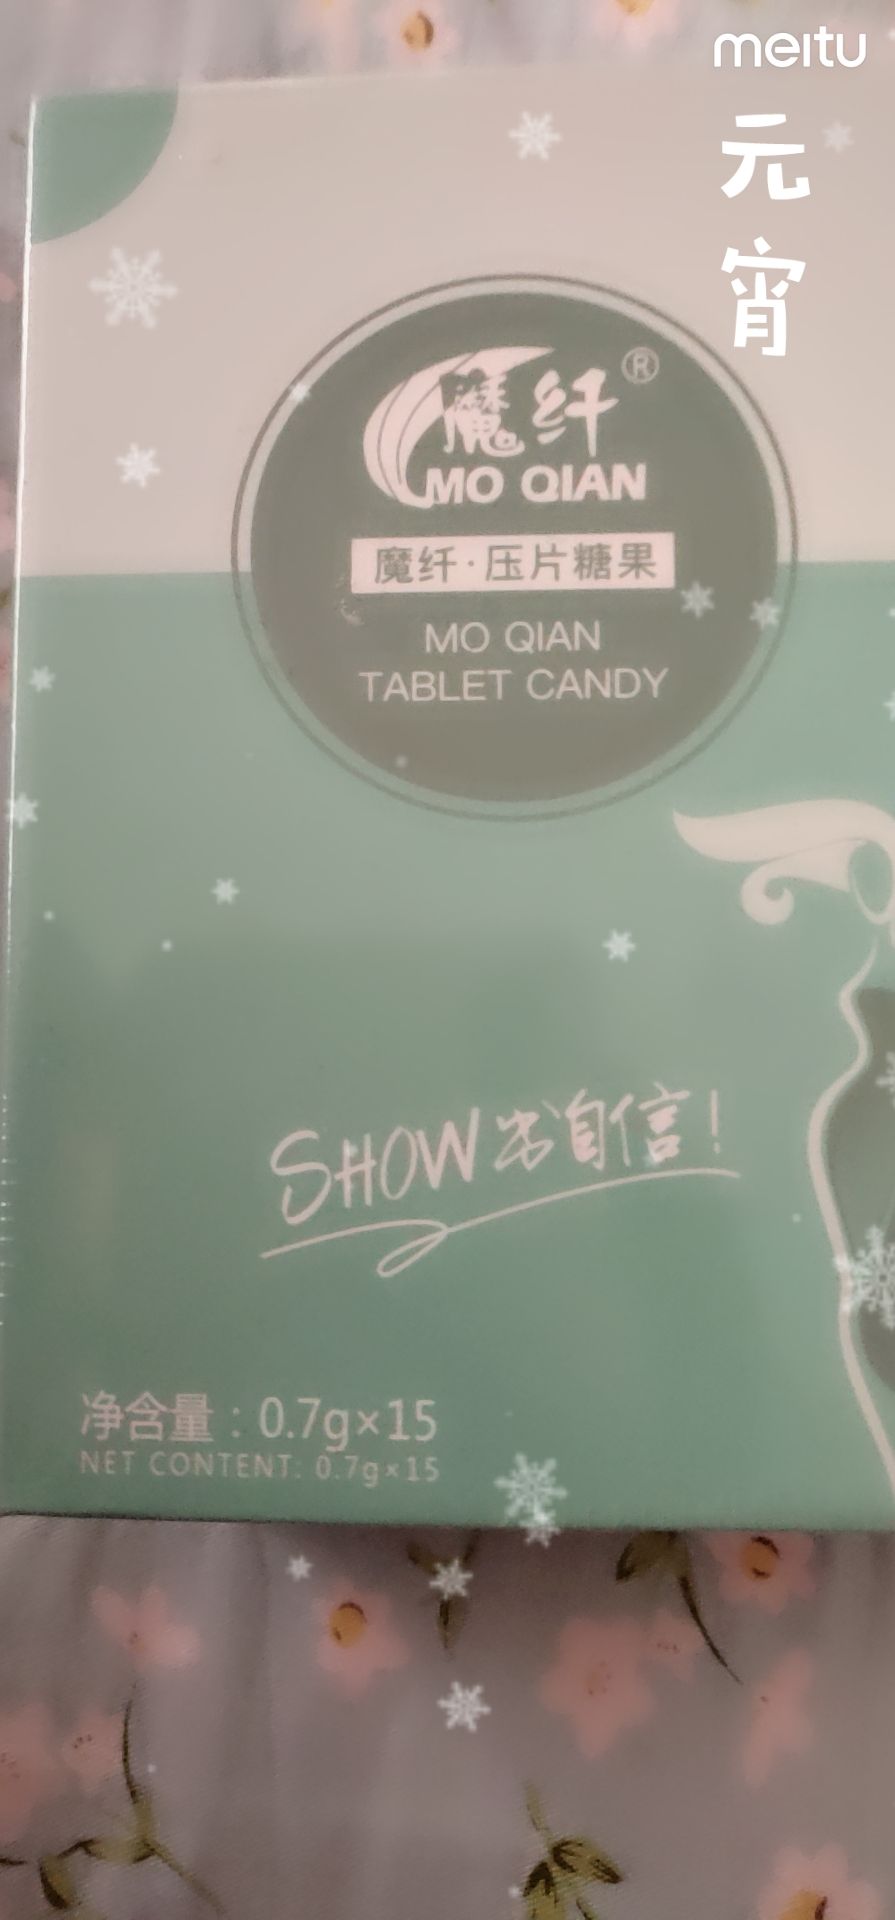 meitu
元
宵
魔纤®
MO QIAN
魔纤·压片糖果
MO QIAN
TABLET CANDY
SHOW出自信!
净含量:0.7g×15
NET CONTENT: 0.7g×15